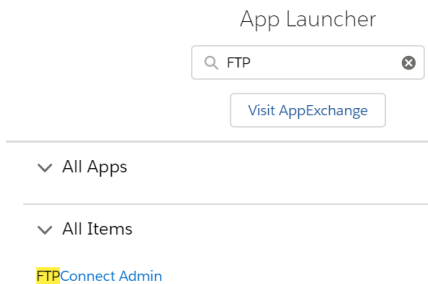 App Launcher
FTP
Visit AppExchange
All Apps
All Items
FTPConnect Admin